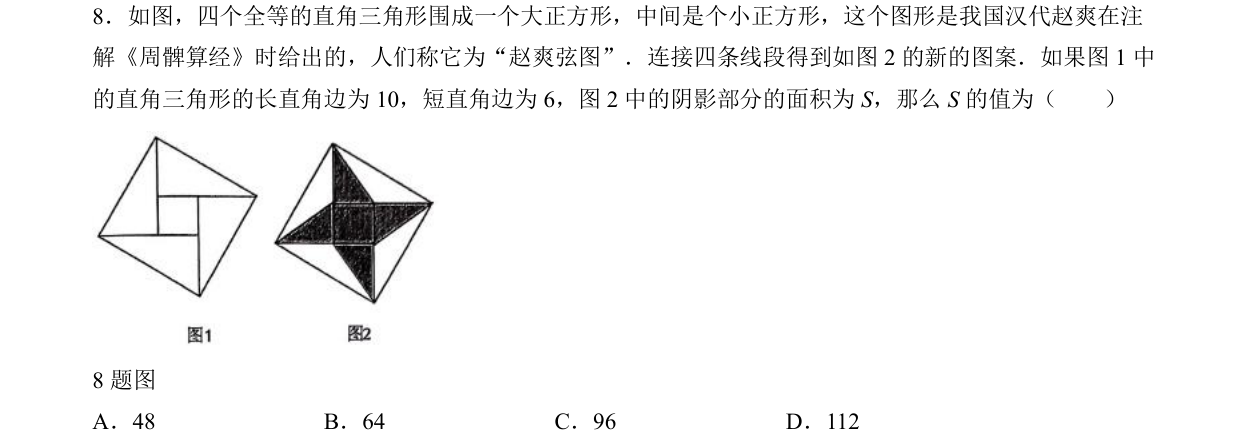 8．如图，四个全等的直角三角形围成一个大正方形，中间是个小正方形，这个图形是我国汉代赵爽在注
解《周髀算经》时给出的，人们称它为“赵爽弦图”．连接四条线段得到如图 2 的新的图案．如果图 1 中
的直角三角形的长直角边为 10，短直角边为 6，图 2 中的阴影部分的面积为 S，那么 S 的值为（　　）
图1 图2
8 题图
A．48 B．64 C．96 D．112